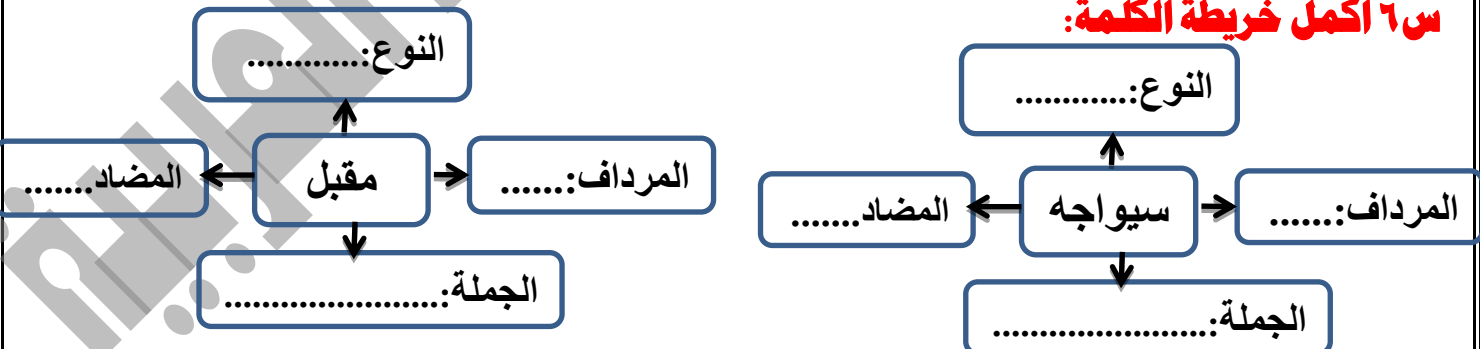 س٦ أكمل خريطة الكلمة:
النوع:............
المرداف:......
سيواجه
المضاد.......
الجملة:.......................
النوع:............
المرداف:......
مقبل
المضاد.......
الجملة:.......................